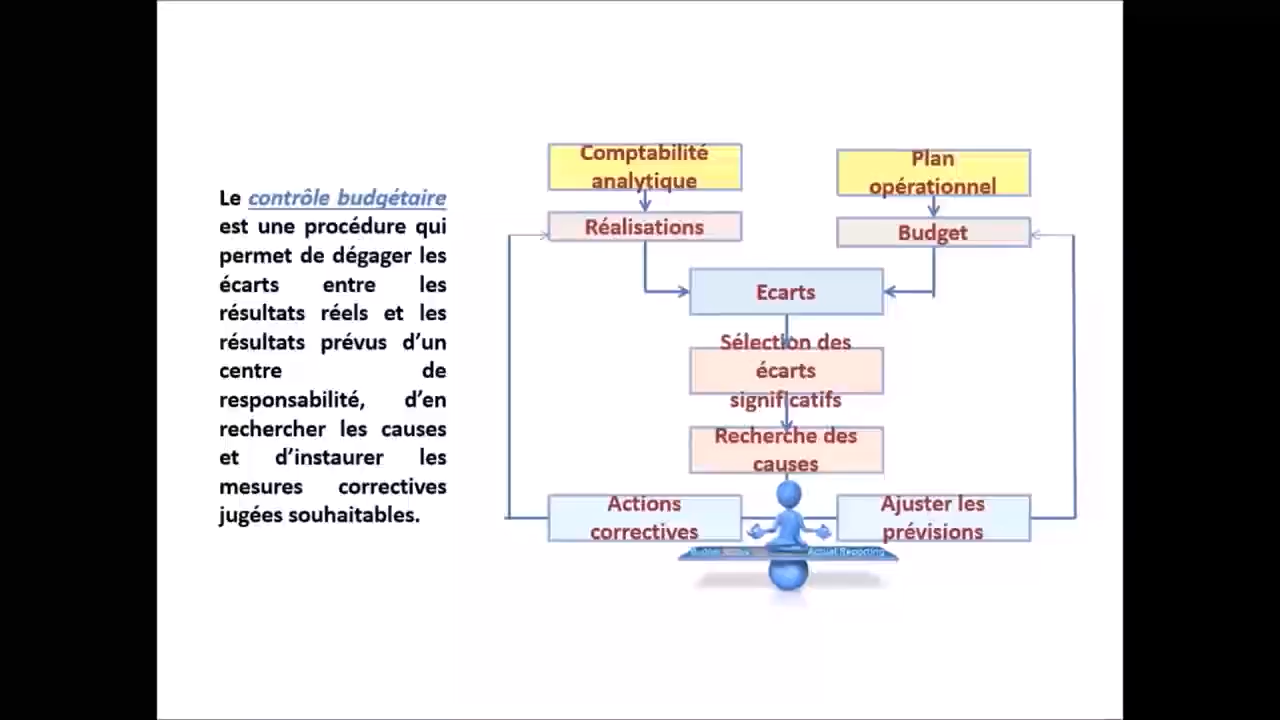 Le contrôle budgétaire
est une procédure qui
permet de dégager les
écarts entre les
résultats réels et les
résultats prévus d’un
centre de
responsabilité, d’en
rechercher les causes
et d’instaurer les
mesures correctives
jugées souhaitables.
Comptabilité
analytique
Plan
opérationnel
Réalisations
Budget
Ecarts
Sélection des
écarts
significatifs
Recherche des
causes
Actions
correctives
Ajuster les
prévisions
Actual Reporting